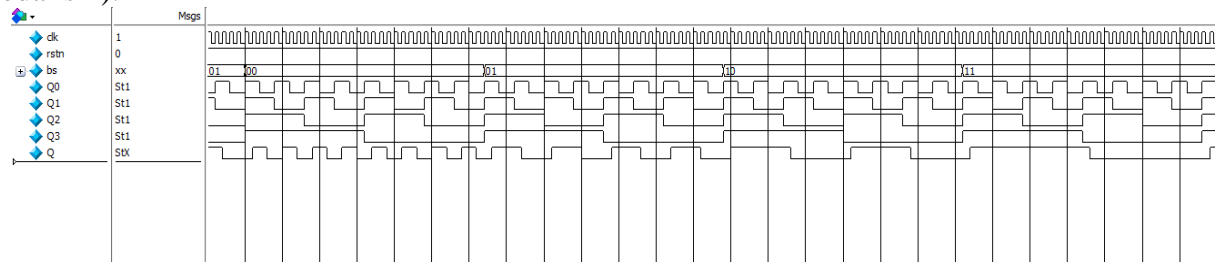 Msgs
clk 1
rstn 0
bs xx 01 00 01 10 11
Q0 St1
Q1 St1
Q2 St1
Q3 St1
Q StX